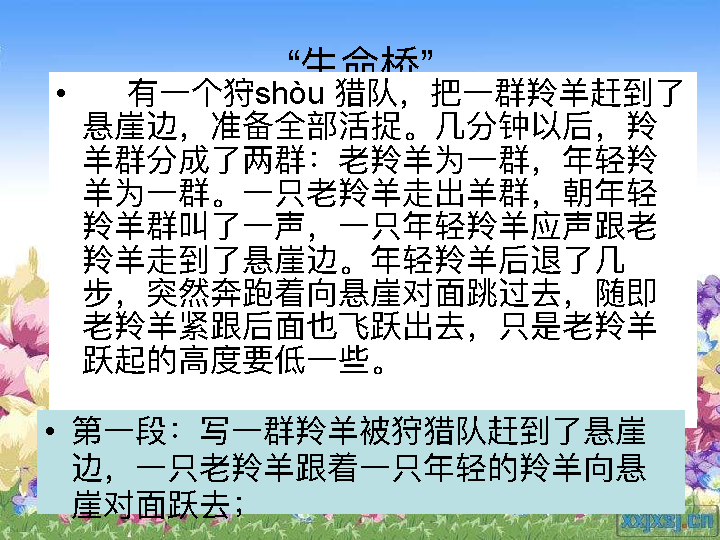 “生命桥”
• 有一个狩shòu 猎队，把一群羚羊赶到了
悬崖边，准备全部活捉。几分钟以后，羚
羊群分成了两群：老羚羊为一群，年轻羚
羊为一群。一只老羚羊走出羊群，朝年轻
羚羊群叫了一声，一只年轻羚羊应声跟老
羚羊走到了悬崖边。年轻羚羊后退了几
步，突然奔跑着向悬崖对面跳过去，随即
老羚羊紧跟后面也飞跃出去，只是老羚羊
跃起的高度要低一些。
• 第一段：写一群羚羊被狩猎队赶到了悬崖
边，一只老羚羊跟着一只年轻的羚羊向悬
崖对面跃去；
xxjxsj.cn